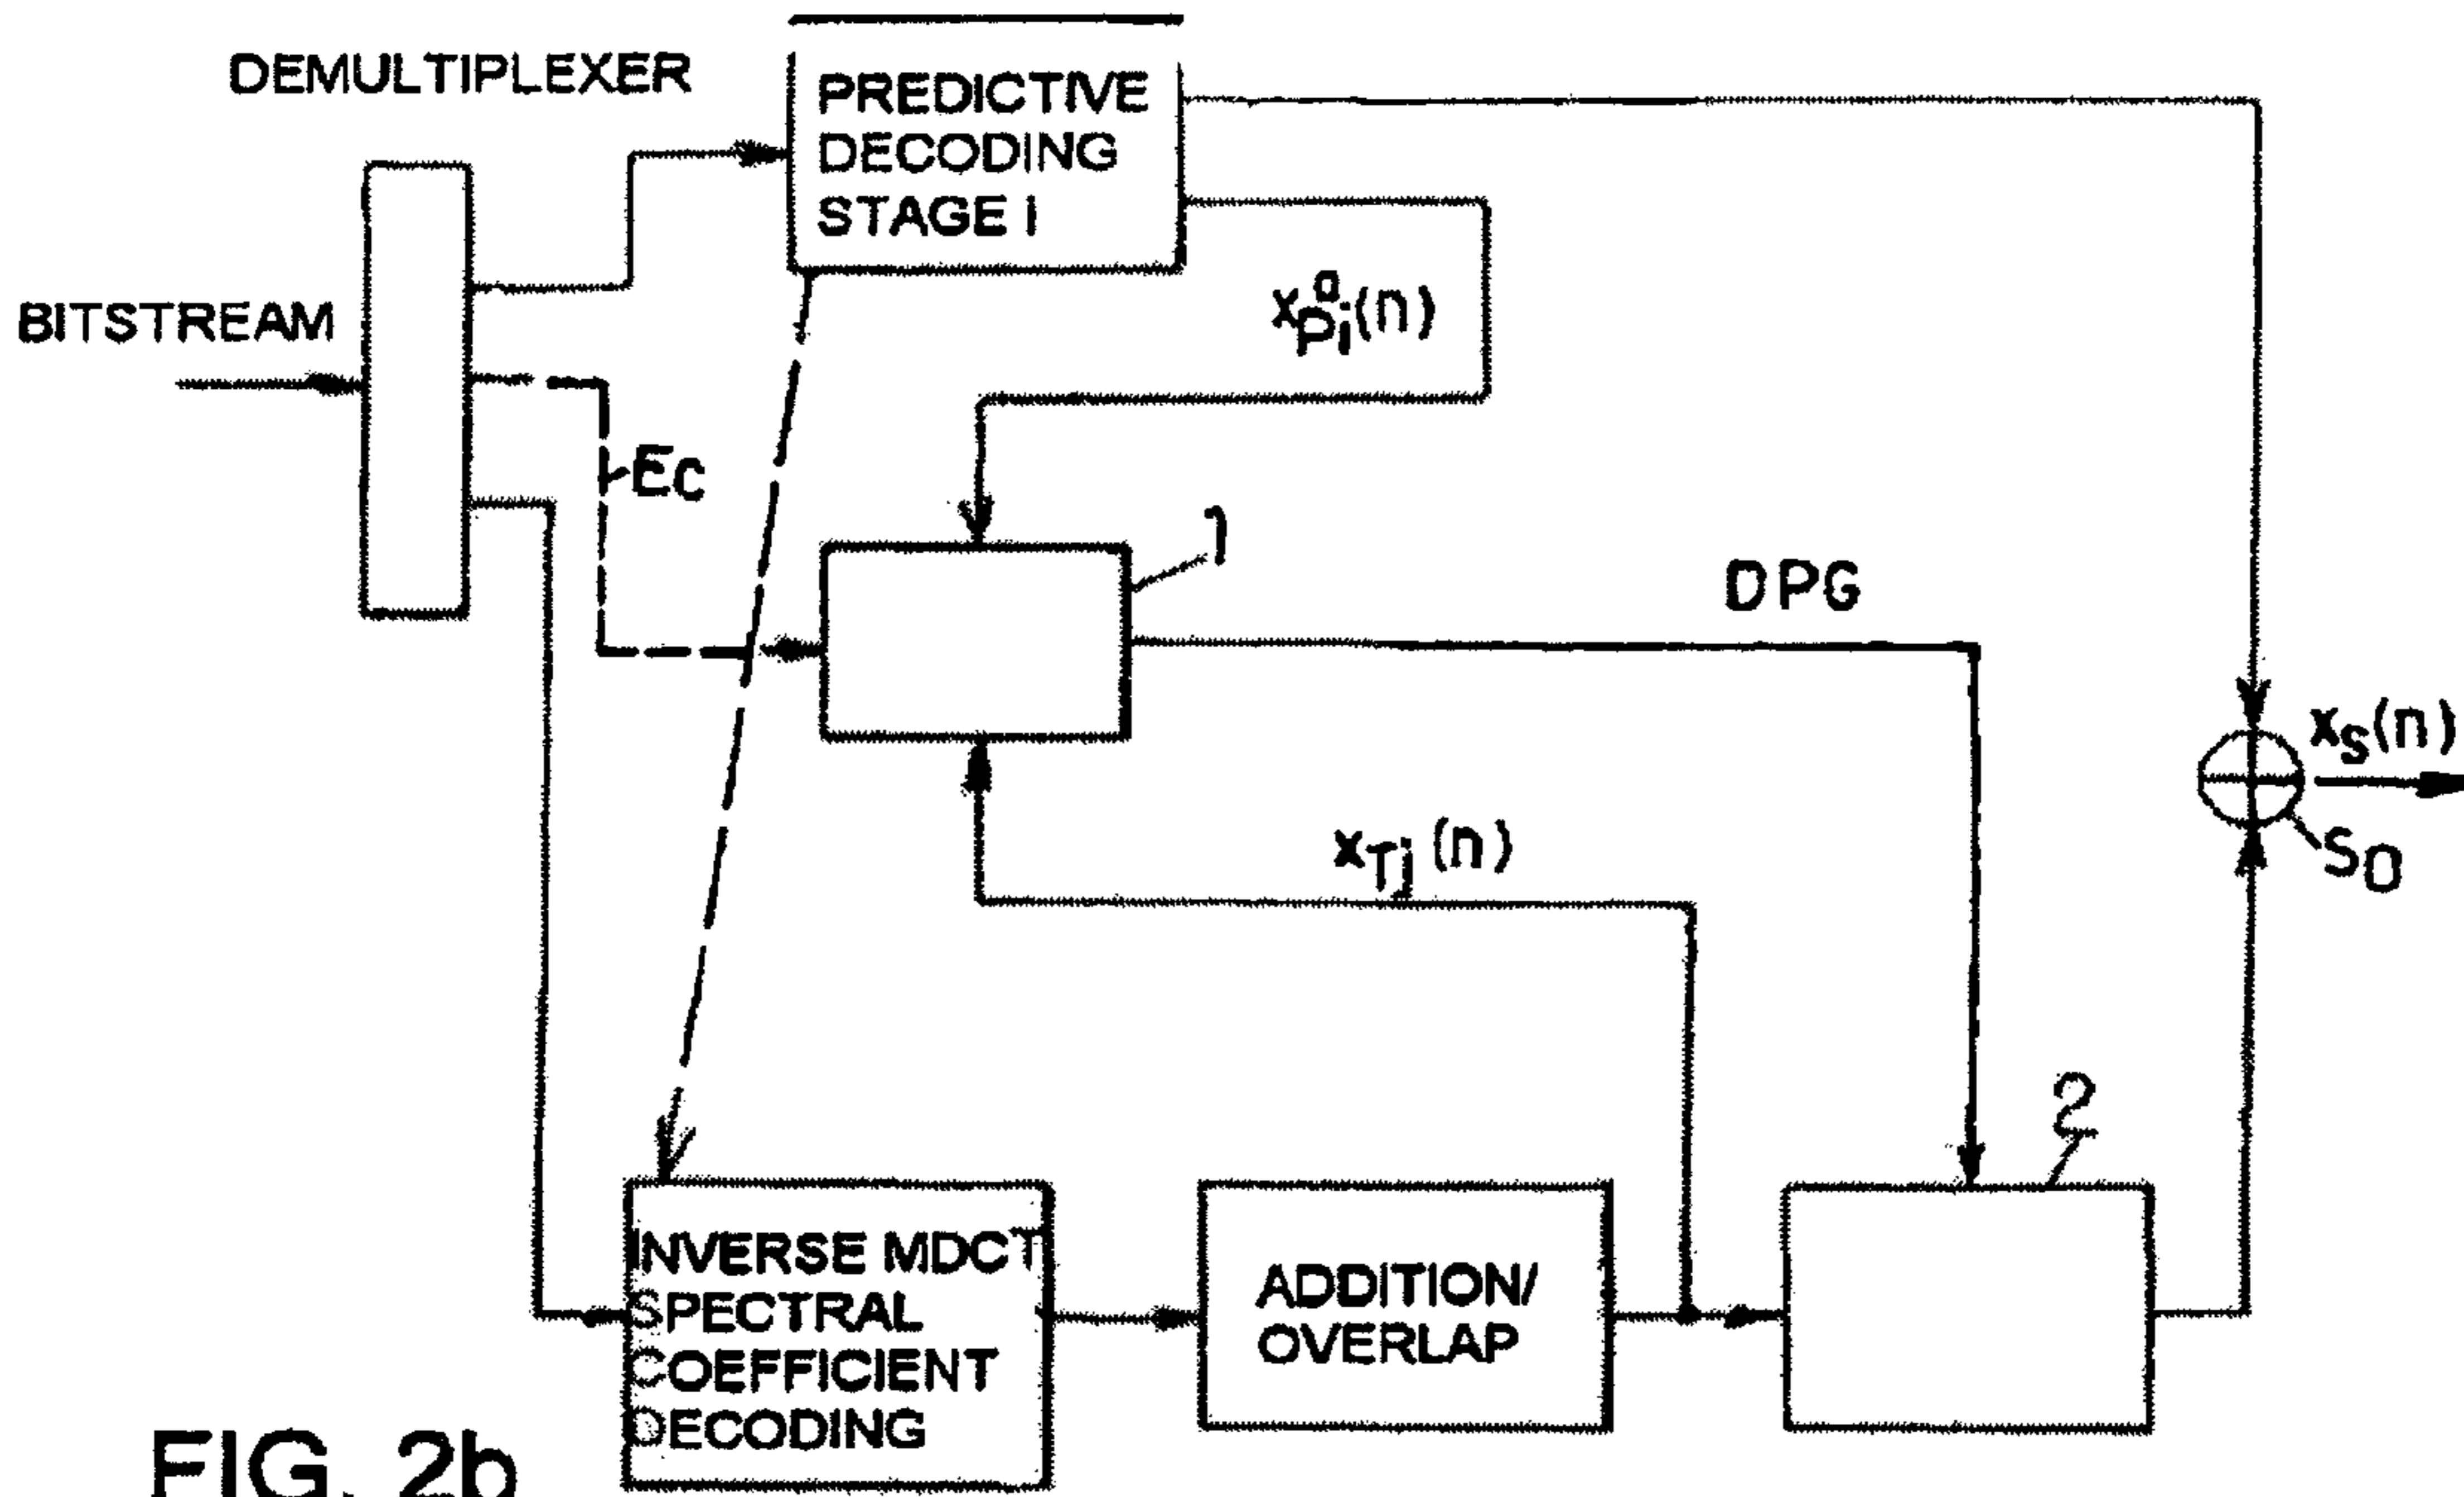 DEMULTIPLEXER
PREDICTIVE
DECODING
STAGE I
BITSTREAM
x_{Pi}^{a}(n)
Ec
1
DPG
x_S(n)
x_{Tj}(n)
S0
2
INVERSE MDCT
SPECTRAL
COEFFICIENT
DECODING
ADDITION/
OVERLAP
FIG. 2b